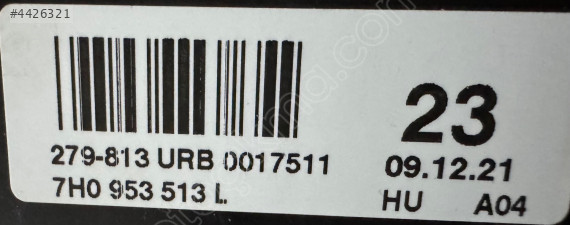 #4426321
23
279-813 URB 0017511
09.12.21
7H0 953 513 L
HU A04